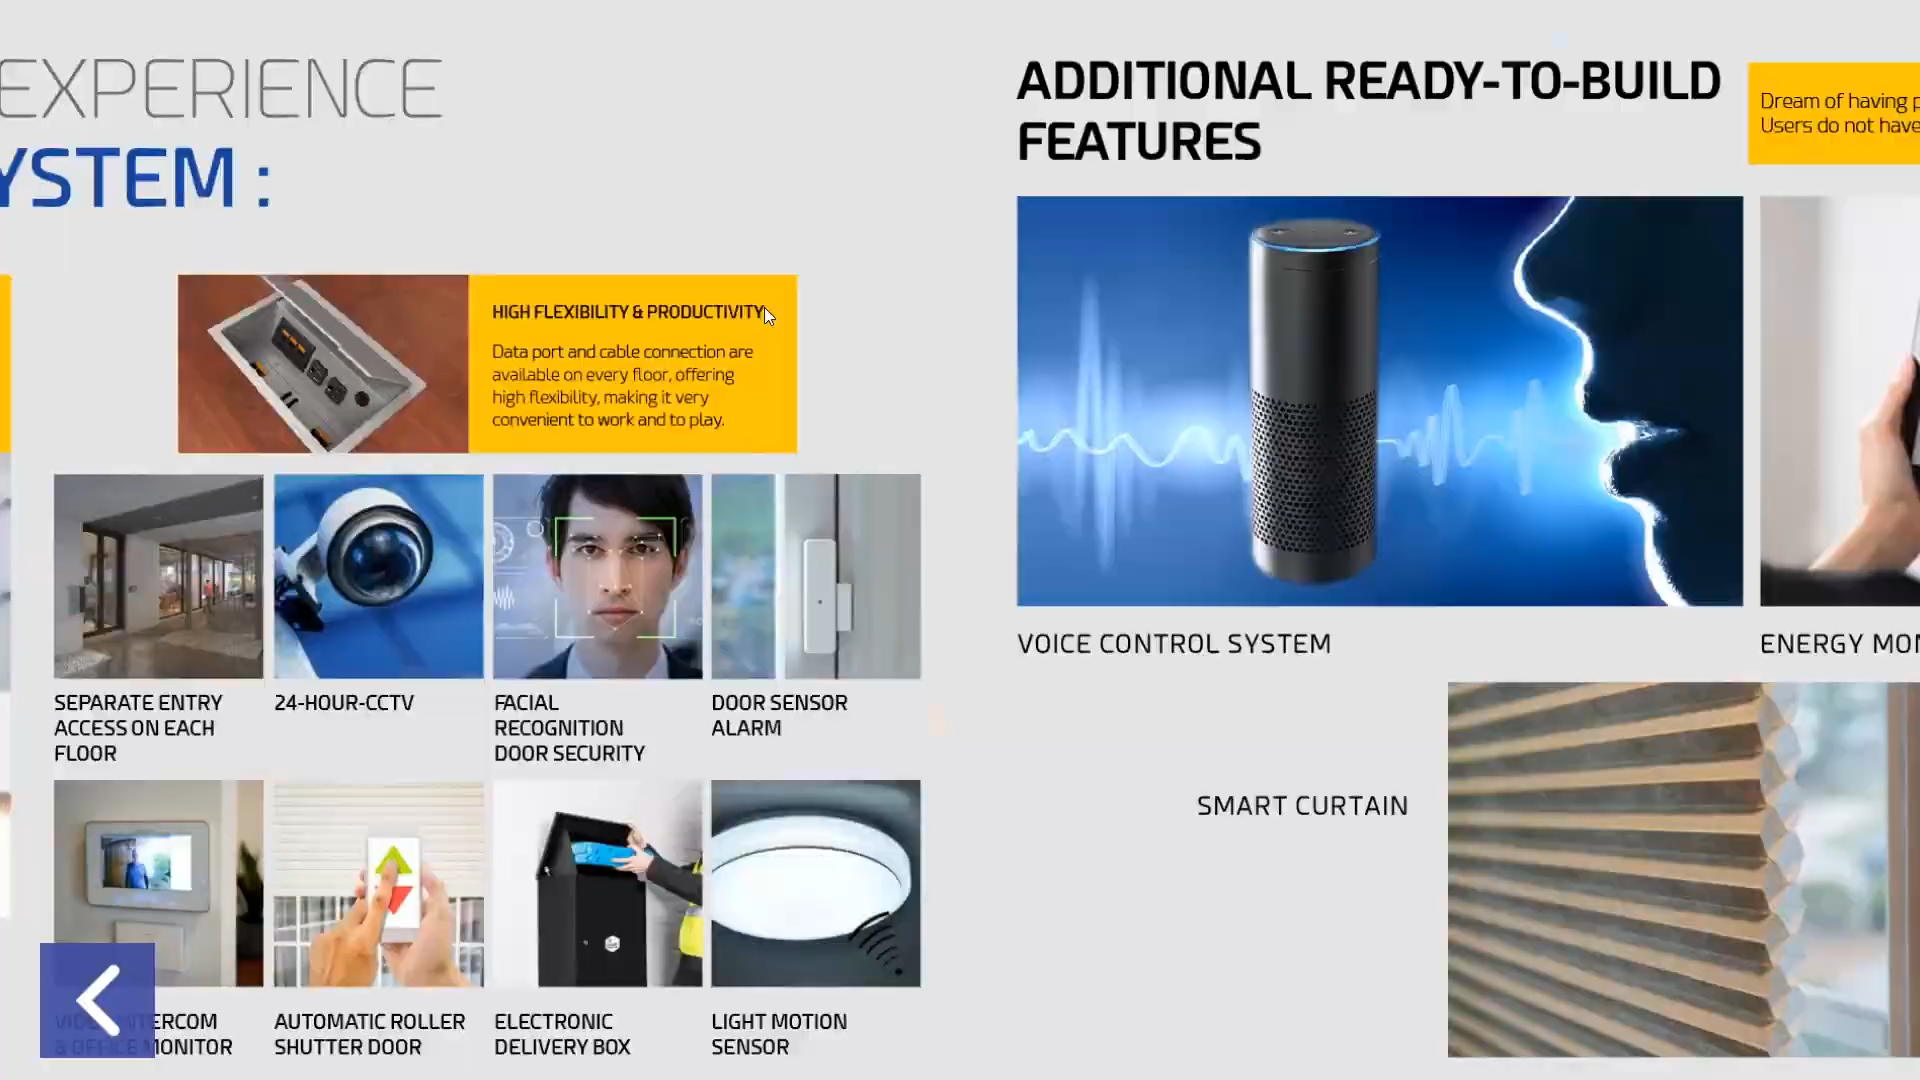 EXPERIENCE
YSTEM :
HIGH FLEXIBILITY & PRODUCTIVITY
Data port and cable connection are
available on every floor, offering
high flexibility, making it very
convenient to work and to play.
SEPARATE ENTRY
ACCESS ON EACH
FLOOR
24-HOUR-CCTV
FACIAL
RECOGNITION
DOOR SECURITY
DOOR SENSOR
ALARM
VIDEO INTERCOM
& OFFICE MONITOR
AUTOMATIC ROLLER
SHUTTER DOOR
ELECTRONIC
DELIVERY BOX
LIGHT MOTION
SENSOR
ADDITIONAL READY-TO-BUILD
FEATURES
Dream of having
Users do not have
VOICE CONTROL SYSTEM
ENERGY
SMART CURTAIN